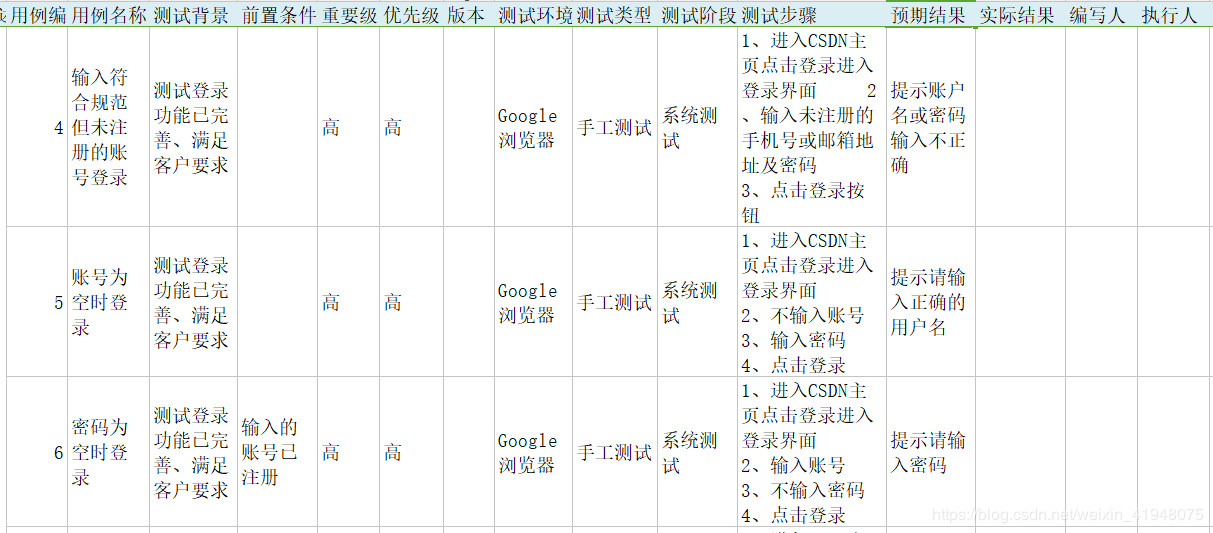 用例编 用例名称 测试背景 前置条件 重要级 优先级 版本 测试环境 测试类型 测试阶段 测试步骤 预期结果 实际结果 编写人 执行人
4
输入符
合规范
但未注
册的账
号登录
测试登录
功能已完
善、满足
客户要求
高
高
Google
浏览器
手工测试
系统测
试
1、进入CSDN主
页点击登录进入
登录界面 2
、输入未注册的
手机号或邮箱地
址及密码
3、点击登录按
钮
提示账户
名或密码
输入不正
确
5
账号为
空时登
录
测试登录
功能已完
善、满足
客户要求
高
高
Google
浏览器
手工测试
系统测
试
1、进入CSDN主
页点击登录进入
登录界面
2、不输入账号
3、输入密码
4、点击登录
提示请输
入正确的
用户名
6
密码为
空时登
录
测试登录
功能已完
善、满足
客户要求
输入的
账号已
注册
高
高
Google
浏览器
手工测试
系统测
试
1、进入CSDN主
页点击登录进入
登录界面
2、输入账号
3、不输入密码
4、点击登录
提示请输
入密码
https://blog.csdn.net/weixin_41948075